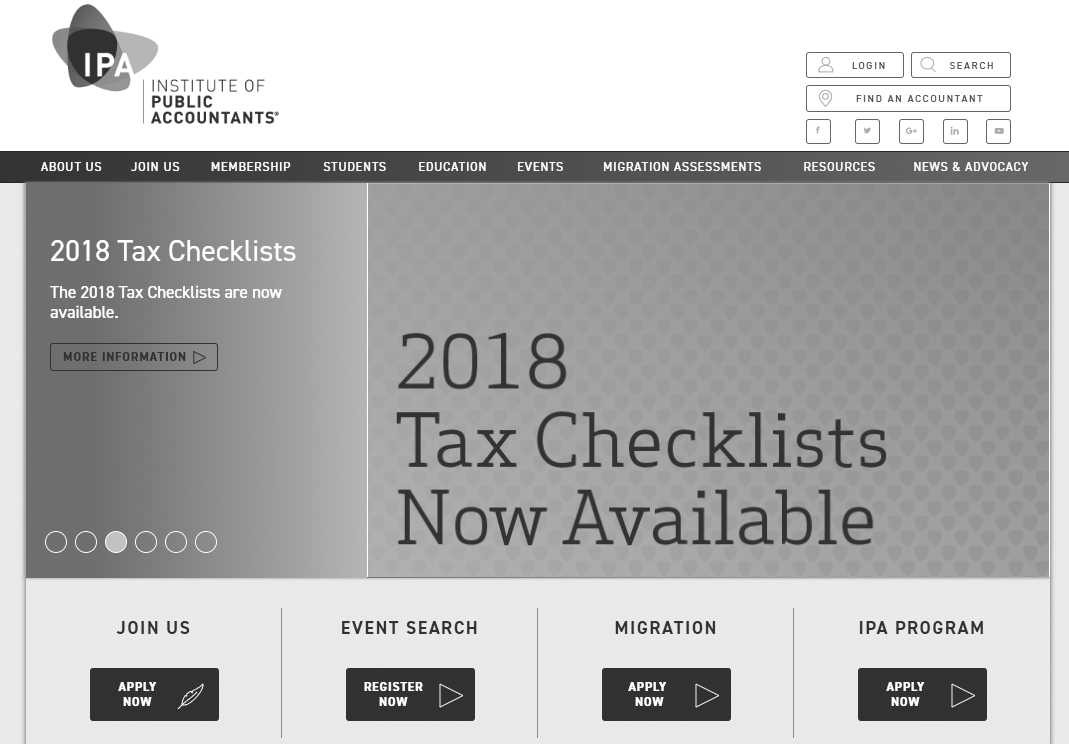 IPA
INSTITUTE OF
PUBLIC
ACCOUNTANTS®
LOGIN
SEARCH
FIND AN ACCOUNTANT
f
G+
in
ABOUT US JOIN US MEMBERSHIP STUDENTS EDUCATION EVENTS MIGRATION ASSESSMENTS RESOURCES NEWS & ADVOCACY
2018 Tax Checklists
The 2018 Tax Checklists are now
available.
MORE INFORMATION
2018
Tax Checklists
Now Available
JOIN US
APPLY
NOW
EVENT SEARCH
REGISTER
NOW
MIGRATION
APPLY
NOW
IPA PROGRAM
APPLY
NOW